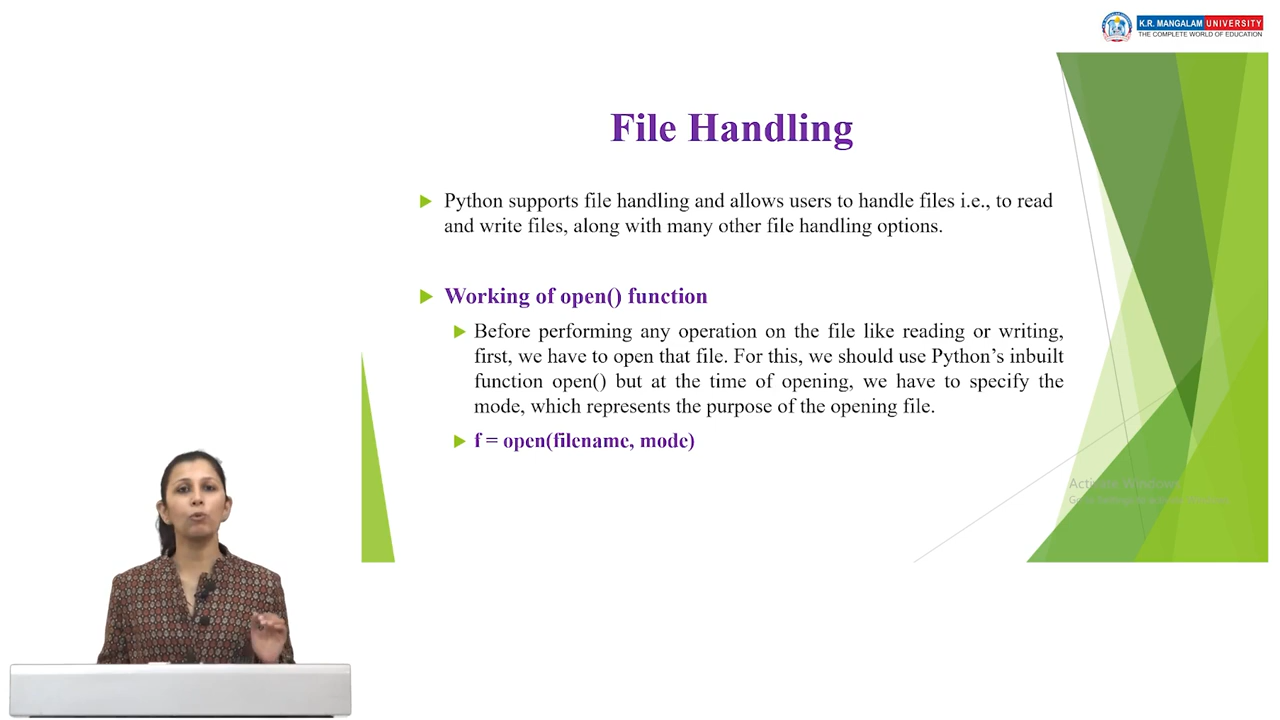 K.R. MANGALAM UNIVERSITY
THE COMPLETE WORLD OF EDUCATION
File Handling
Python supports file handling and allows users to handle files i.e., to read
and write files, along with many other file handling options.
Working of open() function
Before performing any operation on the file like reading or writing,
first, we have to open that file. For this, we should use Python’s inbuilt
function open() but at the time of opening, we have to specify the
mode, which represents the purpose of the opening file.
f = open(filename, mode)
Activate Windows